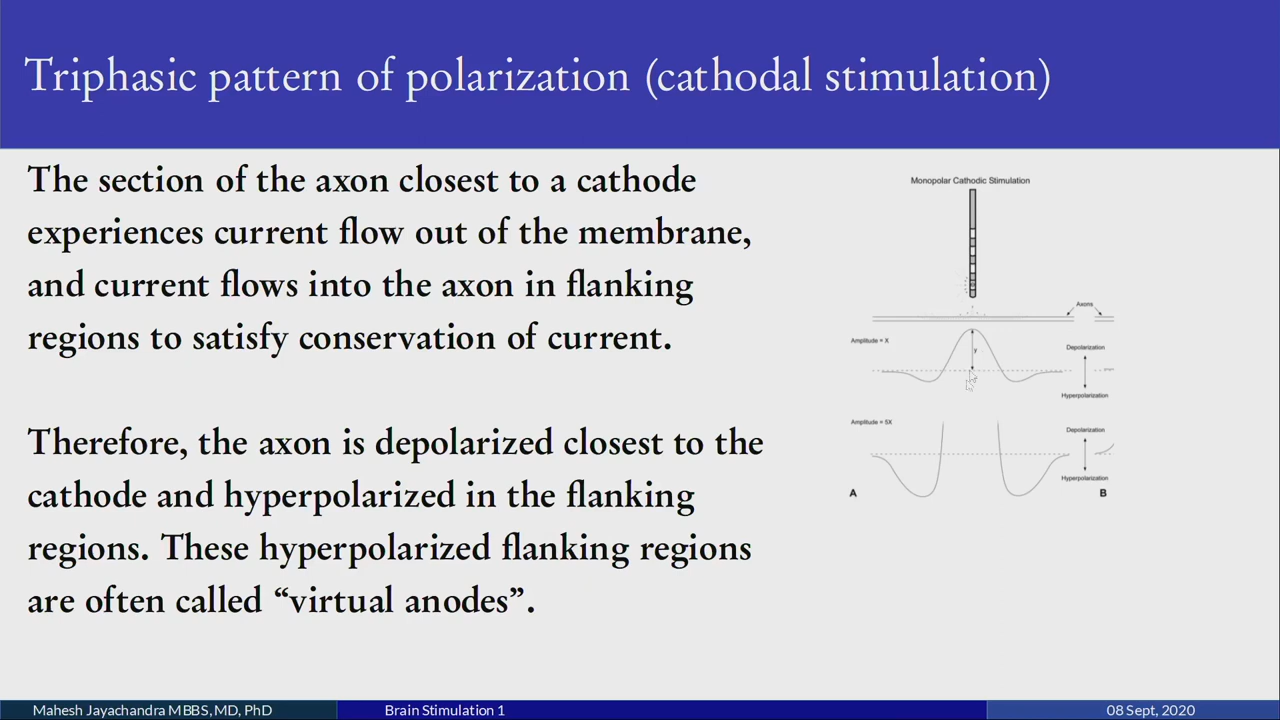 Triphasic pattern of polarization (cathodal stimulation)
The section of the axon closest to a cathode
experiences current flow out of the membrane,
and current flows into the axon in flanking
regions to satisfy conservation of current.
Therefore, the axon is depolarized closest to the
cathode and hyperpolarized in the flanking
regions. These hyperpolarized flanking regions
are often called “virtual anodes”.
Monopolar Cathodic Stimulation
Axons
Amplitude = X
y
Depolarization
Hyperpolarization
Amplitude = 5X
Depolarization
Hyperpolarization
A
B
Mahesh Jayachandra MBBS, MD, PhD
Brain Stimulation 1
08 Sept, 2020